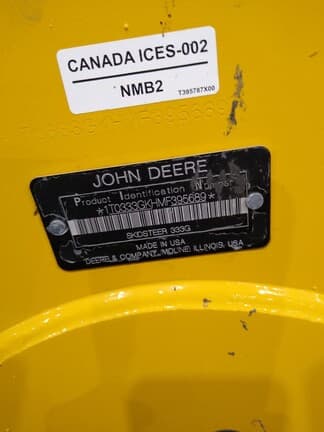 CANADA ICES-002
NMB2
T395787X00
JOHN DEERE
Product Identification Number
*1T0333GKHMF395689*
SKIDSTEER 333G
MADE IN USA
DEERE & COMPANY, MOLINE, ILLINOIS, USA